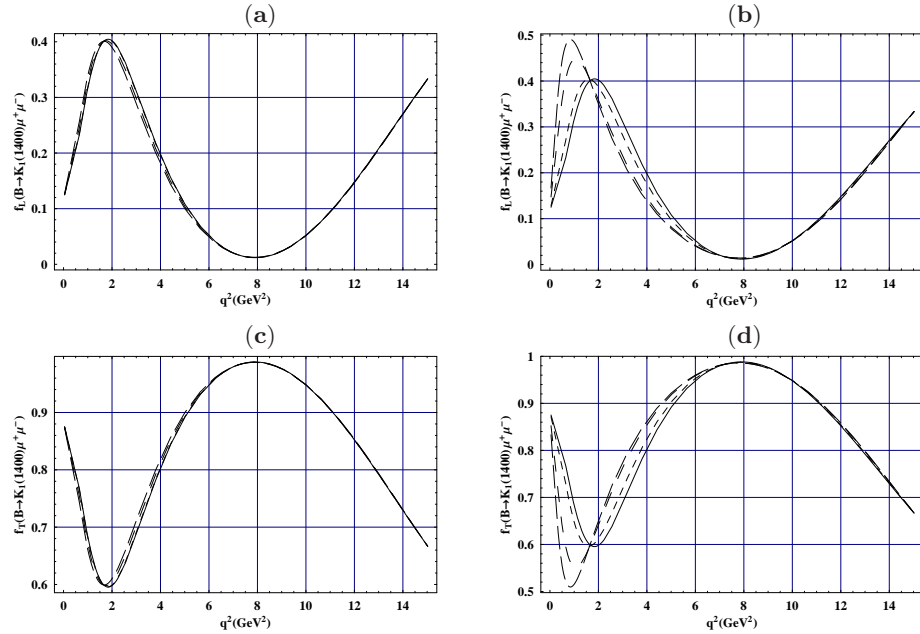 (a)
f_L(B→K_1(1400)μ^+μ^-)
0.4
0.3
0.2
0.1
0
0 2 4 6 8 10 12 14
q^2(GeV^2)
(b)
f_L(B→K_1(1400)μ^+μ^-)
0.5
0.4
0.3
0.2
0.1
0
0 2 4 6 8 10 12 14
q^2(GeV^2)
(c)
f_T(B→K_1(1400)μ^+μ^-)
0.9
0.8
0.7
0.6
0 2 4 6 8 10 12 14
q^2(GeV^2)
(d)
f_T(B→K_1(1400)μ^+μ^-)
1
0.9
0.8
0.7
0.6
0.5
0 2 4 6 8 10 12 14
q^2(GeV^2)